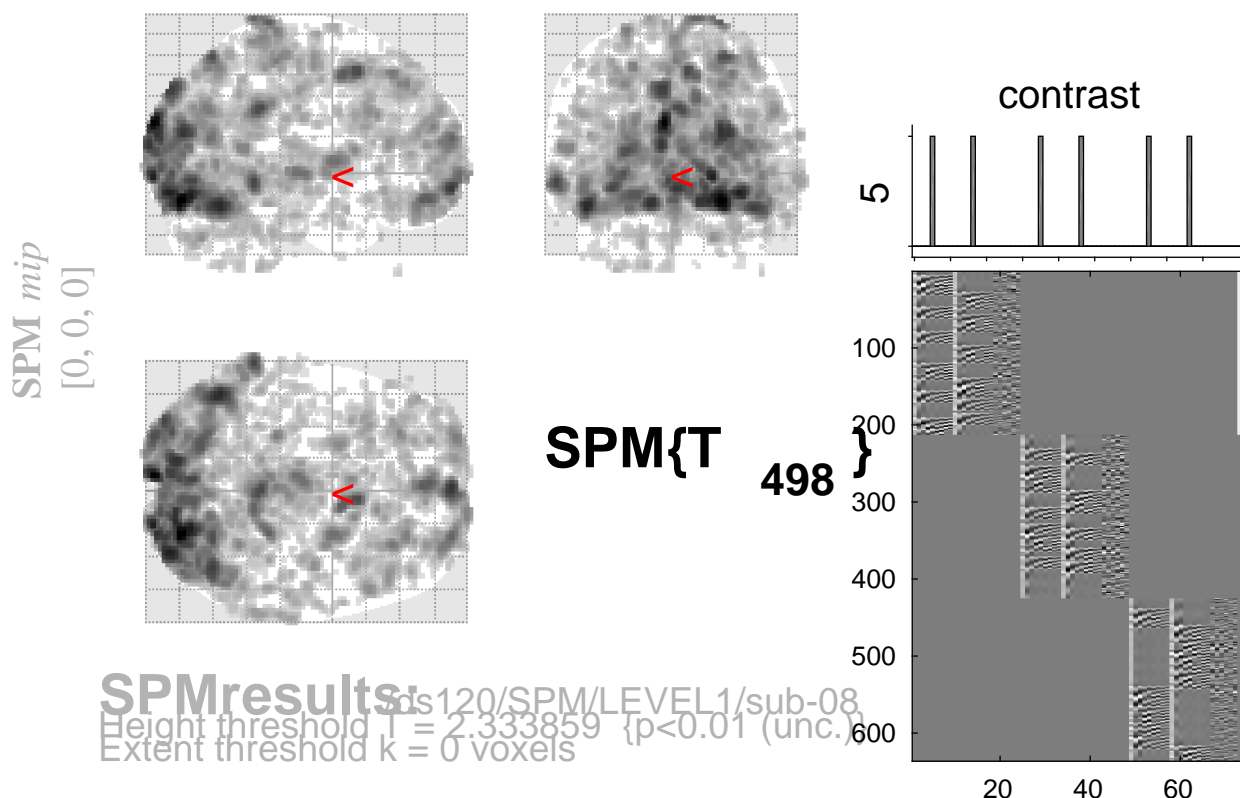 contrast
5
SPM mip
[0, 0, 0]
<
<
<
SPM{T
498
}
100
200
300
400
500
600
20
40
60
SPMresults:
/ds120/SPM/LEVEL1/sub-08
Height threshold T = 2.333859 {p<0.01 (unc.)}
Extent threshold k = 0 voxels